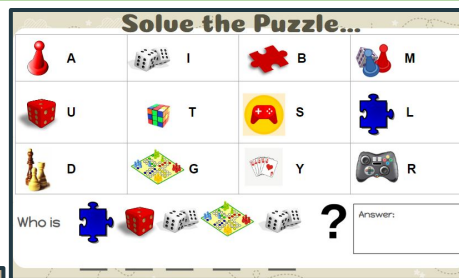 Solve the Puzzle...
A I B M
U T S L
D G Y R
Who is ? Answer: